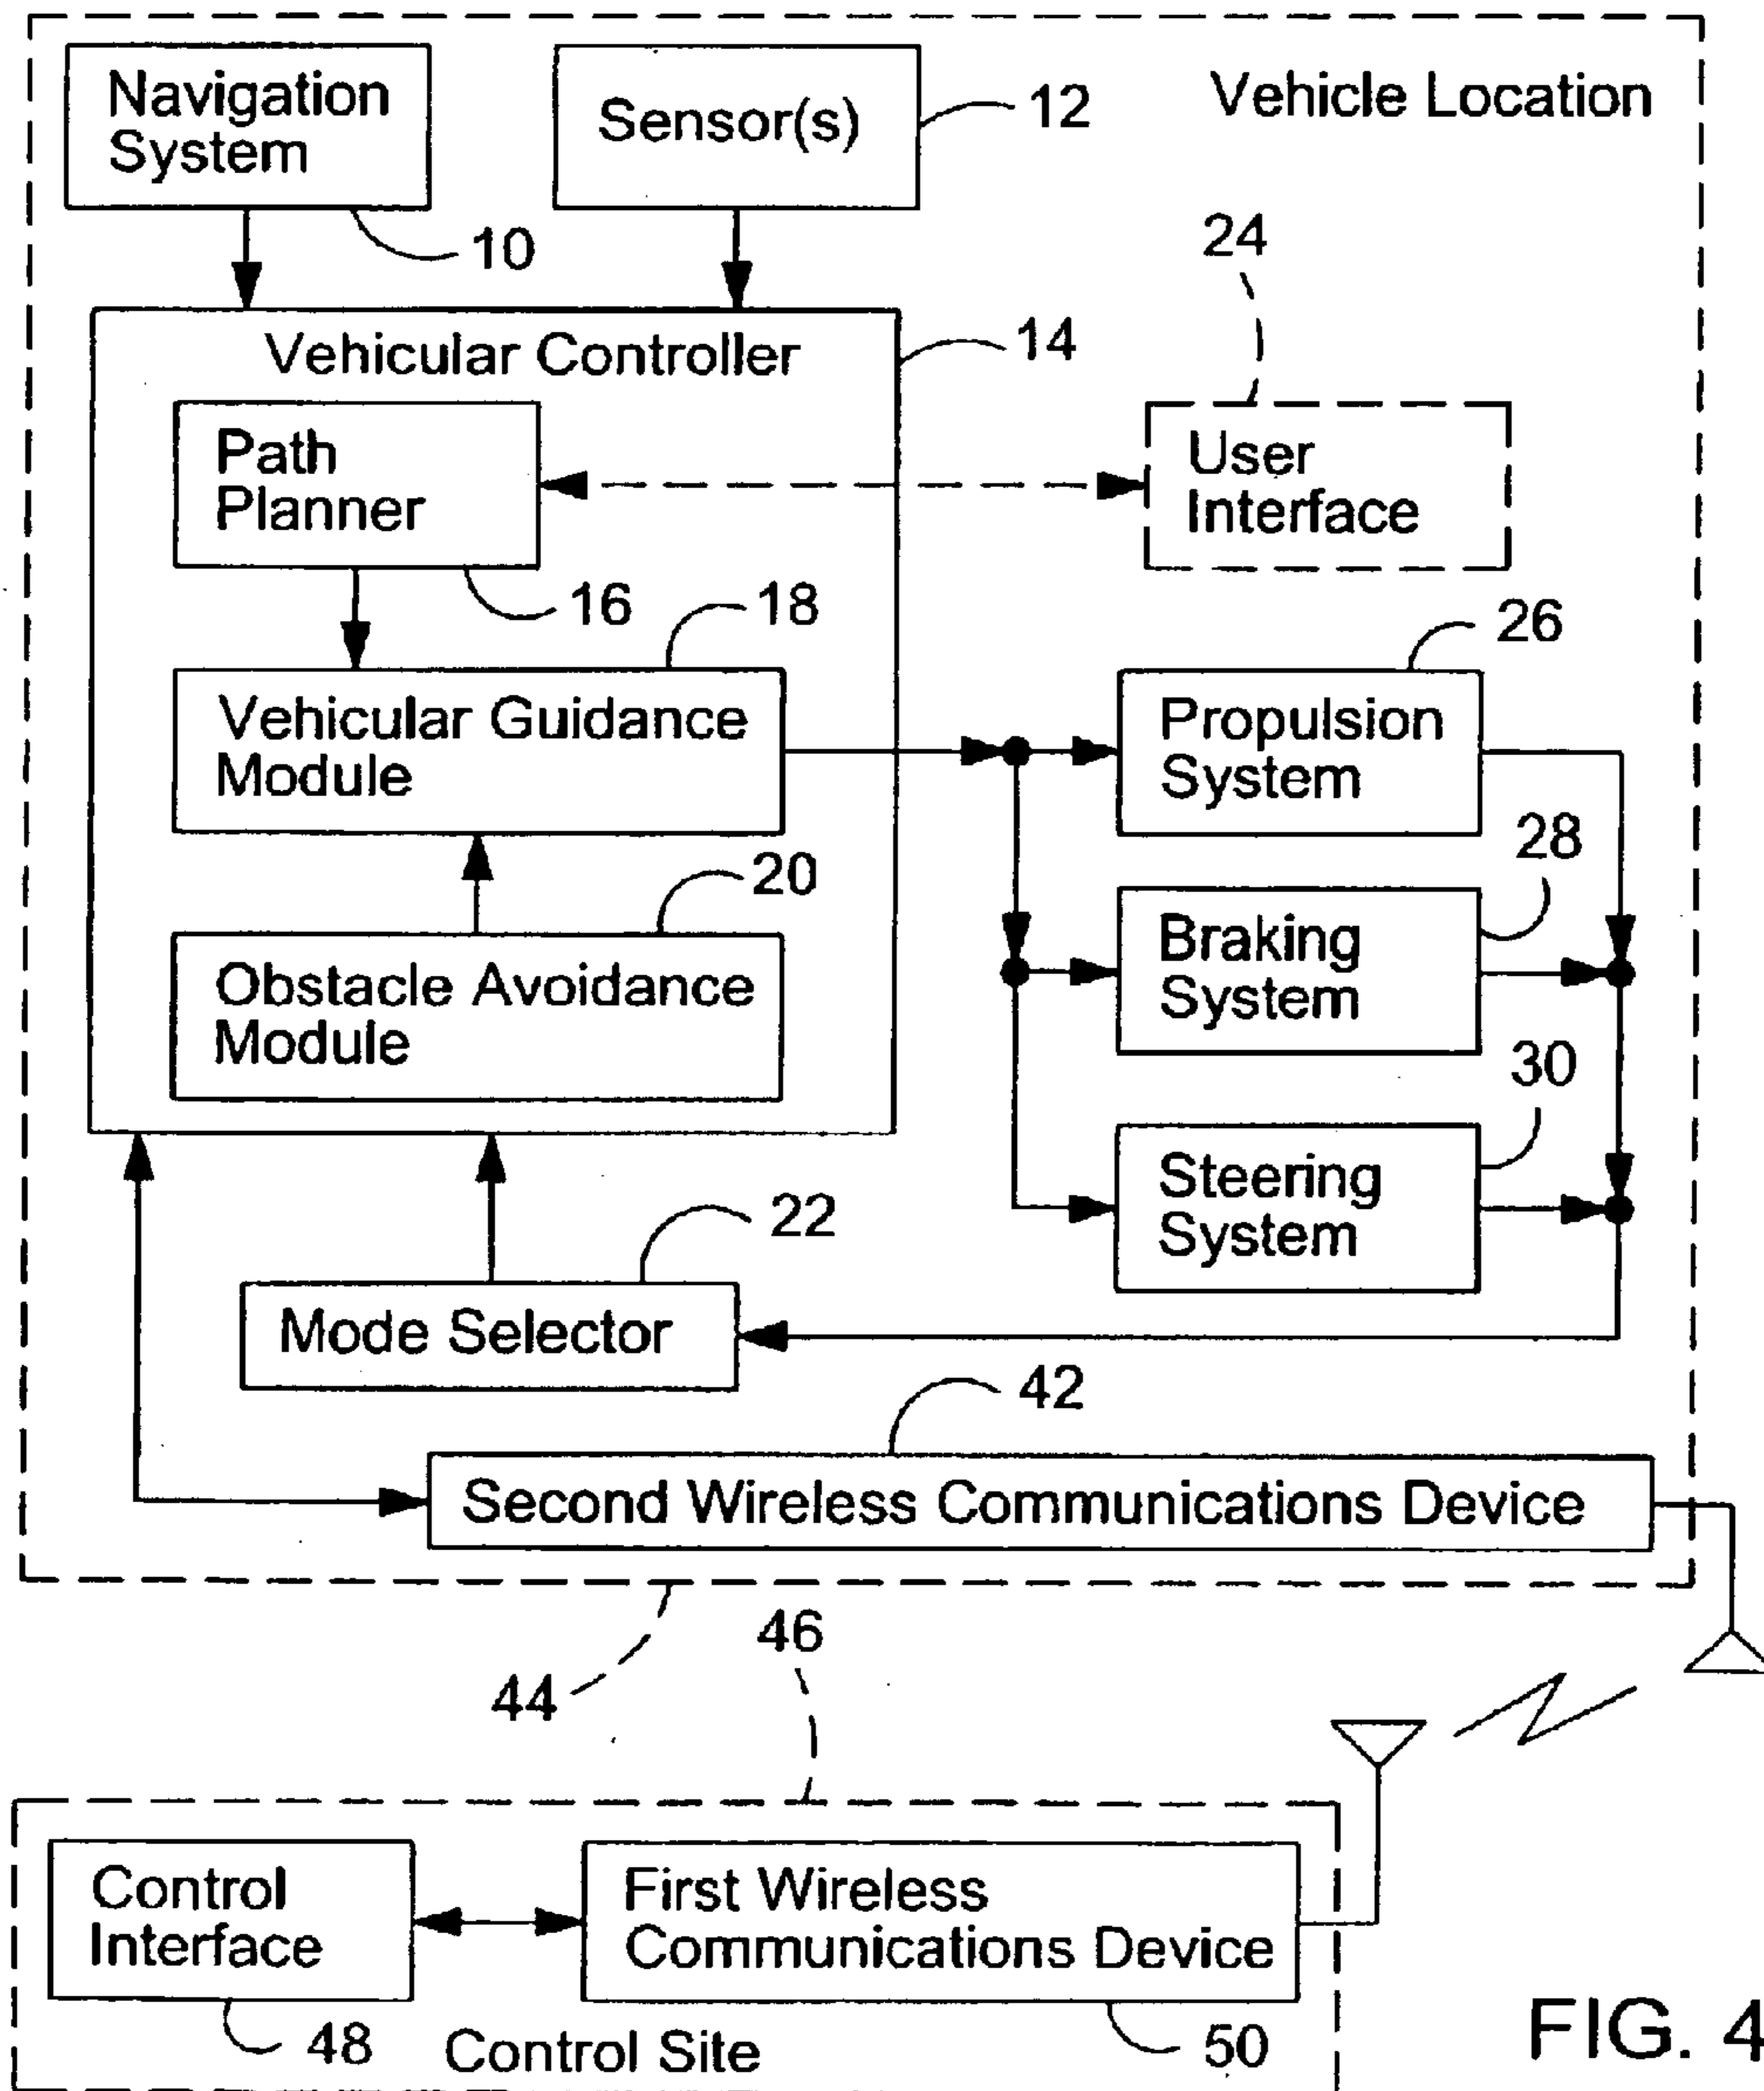 Navigation
System
Sensor(s)
12
Vehicle Location
10
24
Vehicular Controller
14
Path
Planner
User
Interface
16
18
26
Vehicular Guidance
Module
Propulsion
System
28
20
Braking
System
Obstacle Avoidance
Module
30
Steering
System
22
Mode Selector
42
Second Wireless Communications Device
46
44
Control
Interface
First Wireless
Communications Device
48
Control Site
50
FIG. 4